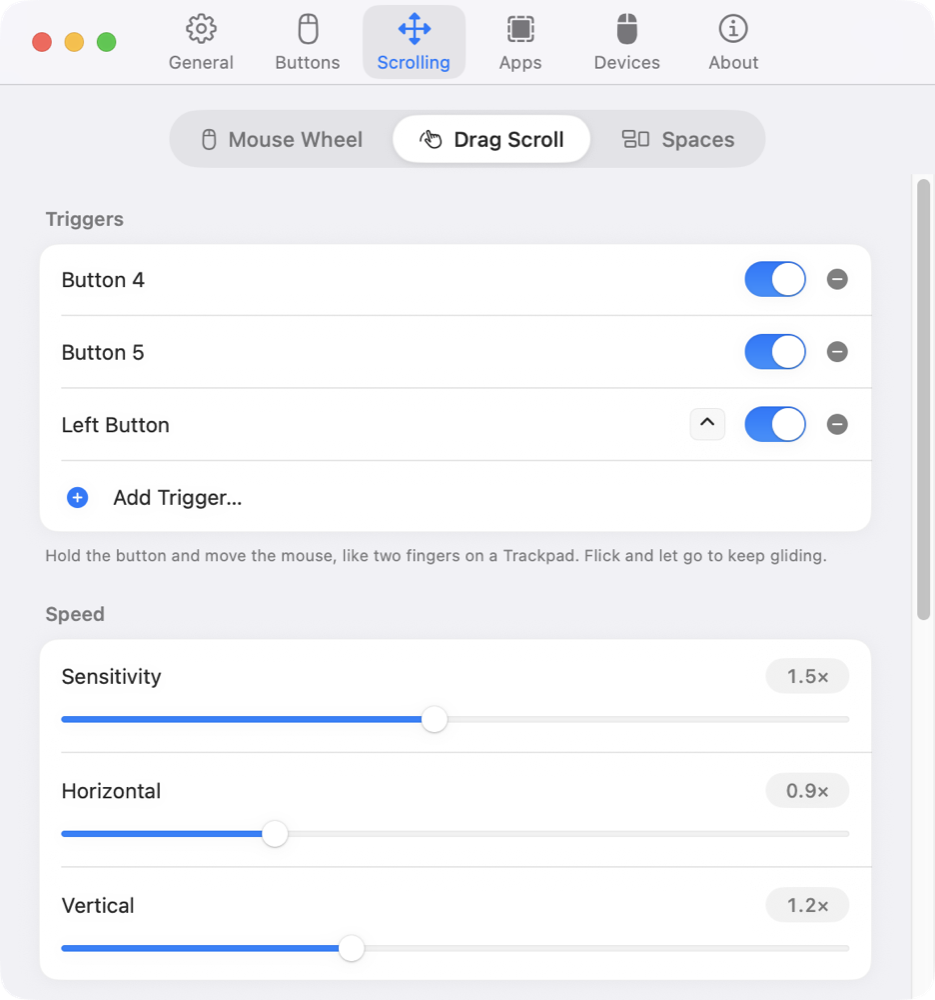 General
Buttons
Scrolling
Apps
Devices
About
Mouse Wheel
Drag Scroll
Spaces
Triggers
Button 4
Button 5
Left Button
Add Trigger...
Hold the button and move the mouse, like two fingers on a Trackpad. Flick and let go to keep gliding.
Speed
Sensitivity
1.5×
Horizontal
0.9×
Vertical
1.2×